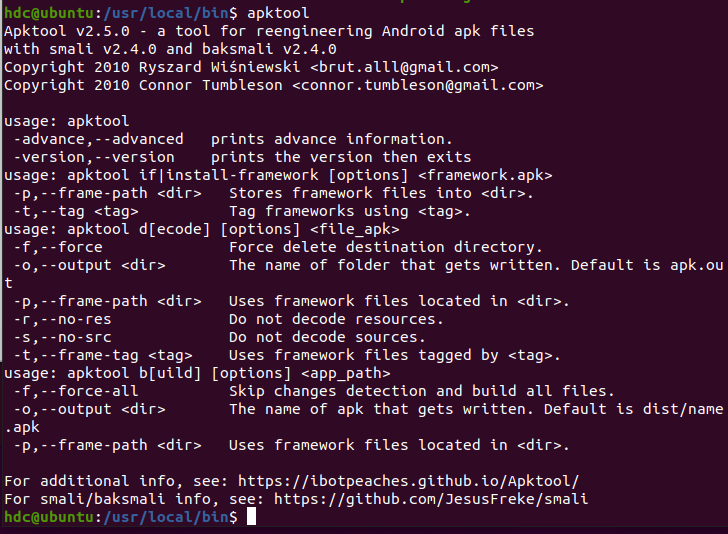 hdc@ubuntu:/usr/local/bin$ apktool
Apktool v2.5.0 - a tool for reengineering Android apk files
with smali v2.4.0 and baksmali v2.4.0
Copyright 2010 Ryszard Wiśniewski <brut.alll@gmail.com>
Copyright 2010 Connor Tumbleson <connor.tumbleson@gmail.com>

usage: apktool
 -advance,--advanced   prints advance information.
 -version,--version    prints the version then exits
usage: apktool if|install-framework [options] <framework.apk>
 -p,--frame-path <dir>   Stores framework files into <dir>.
 -t,--tag <tag>          Tag frameworks using <tag>.
usage: apktool d[ecode] [options] <file_apk>
 -f,--force              Force delete destination directory.
 -o,--output <dir>       The name of folder that gets written. Default is apk.ou
t
 -p,--frame-path <dir>   Uses framework files located in <dir>.
 -r,--no-res             Do not decode resources.
 -s,--no-src             Do not decode sources.
 -t,--frame-tag <tag>    Uses framework files tagged by <tag>.
usage: apktool b[uild] [options] <app_path>
 -f,--force-all          Skip changes detection and build all files.
 -o,--output <dir>       The name of apk that gets written. Default is dist/name
.apk
 -p,--frame-path <dir>   Uses framework files located in <dir>.

For additional info, see: https://ibotpeaches.github.io/Apktool/
For smali/baksmali info, see: https://github.com/JesusFreke/smali
hdc@ubuntu:/usr/local/bin$